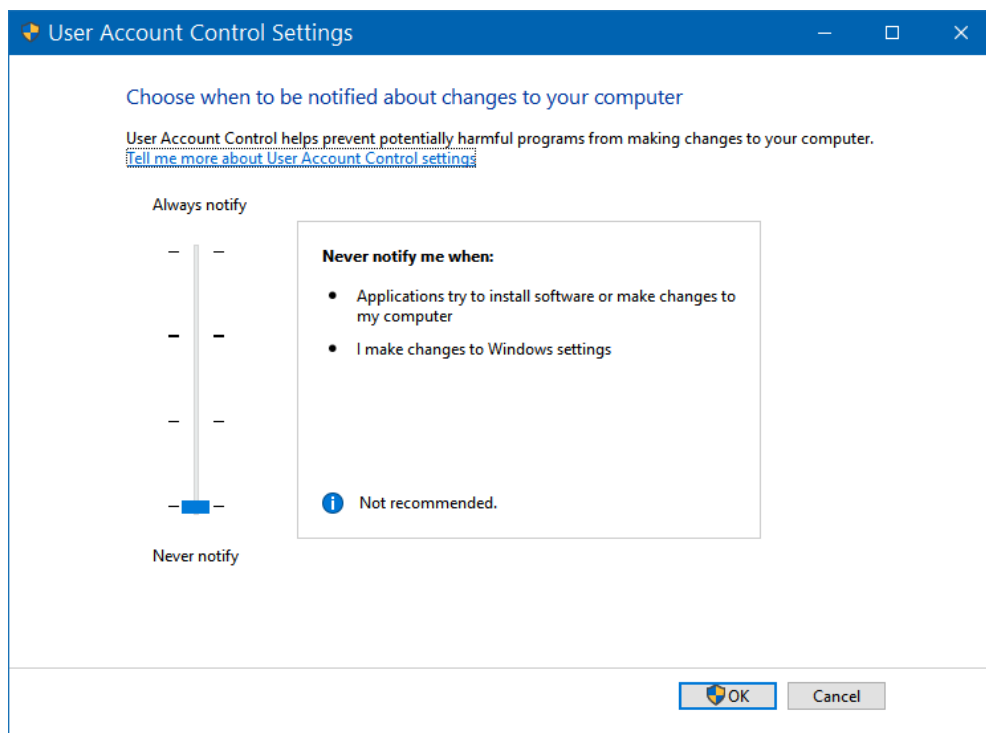 User Account Control Settings
Choose when to be notified about changes to your computer
User Account Control helps prevent potentially harmful programs from making changes to your computer.
Tell me more about User Account Control settings
Always notify
Never notify me when:
• Applications try to install software or make changes to
my computer
• I make changes to Windows settings
Not recommended.
Never notify
OK Cancel